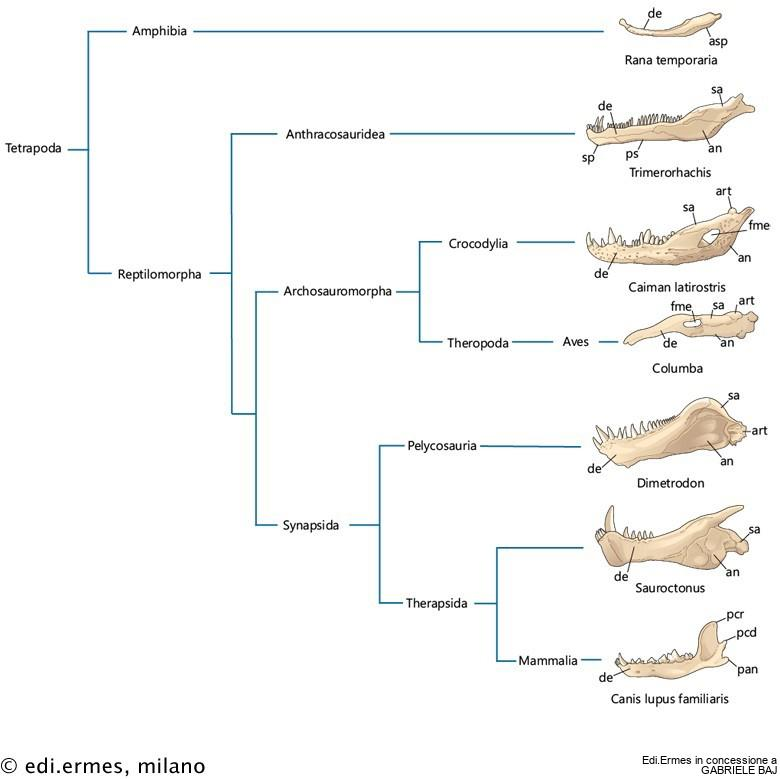 de
Amphibia
asp
Rana temporaria
sa
de
Anthracosauridea
Tetrapoda
sp
ps
an
Trimerorhachis
art
sa
fme
Crocodylia
an
de
Reptilomorpha
Caiman latirostris
Archosauromorpha
fme
sa
art
Theropoda
Aves
de
an
Columba
sa
art
Pelycosauria
de
an
Dimetrodon
Synapsida
sa
de
an
Sauroctonus
Therapsida
pcr
pcd
Mammalia
pan
de
Canis lupus familiaris
© edi.ermes, milano
Edi.Ermes in concessione a
GABRIELE BAJ